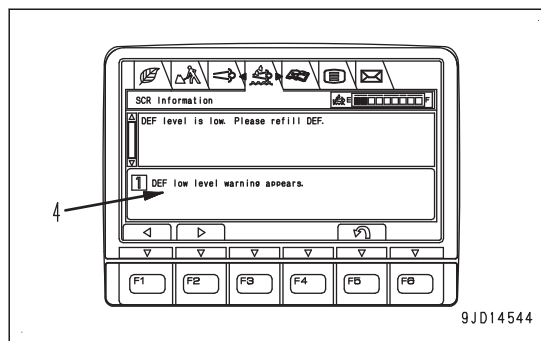 SCR Information
E F
DEF level is low. Please refill DEF.
1 DEF low level warning appears.
4
F1 F2 F3 F4 F5 F6
9JD14544